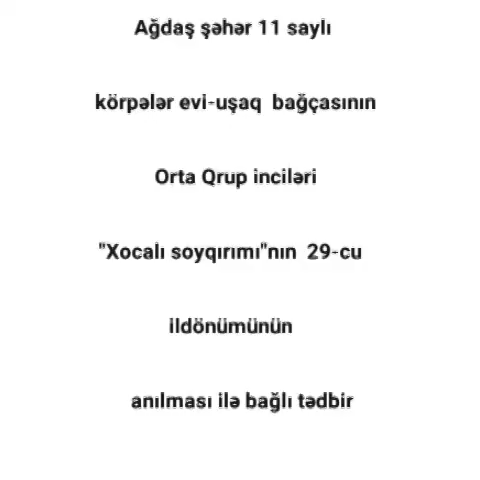 Ağdaş şəhər 11 saylı
körpələr evi-uşaq bağçasının
Orta Qrup inciləri
"Xocalı soyqırımı"nın 29-cu
ildönümünün
anılması ilə bağlı tədbir